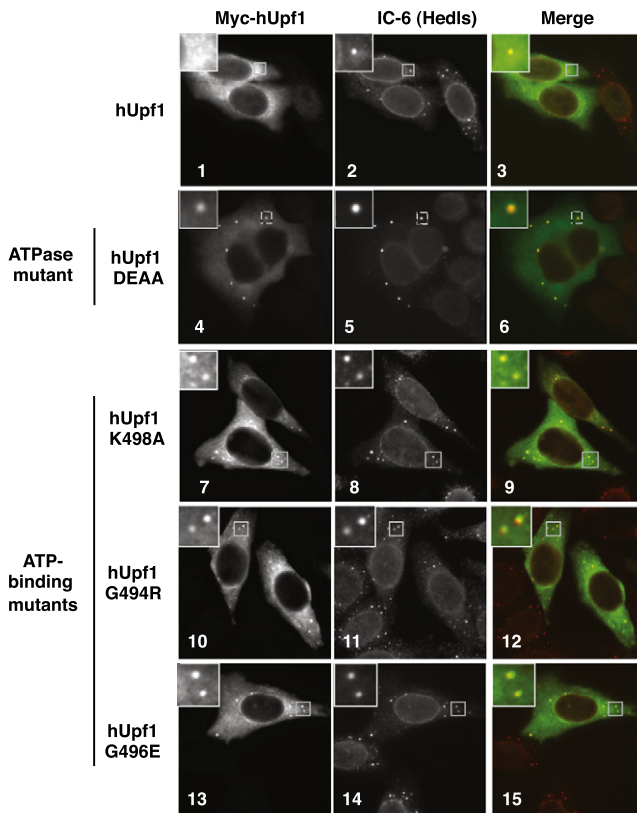 Myc-hUpf1 IC-6 (Hedls) Merge
hUpf1
1 2 3
ATPase
mutant
hUpf1
DEAA
4 5 6
hUpf1
K498A
7 8 9
ATP-
binding
mutants
hUpf1
G494R
10 11 12
hUpf1
G496E
13 14 15